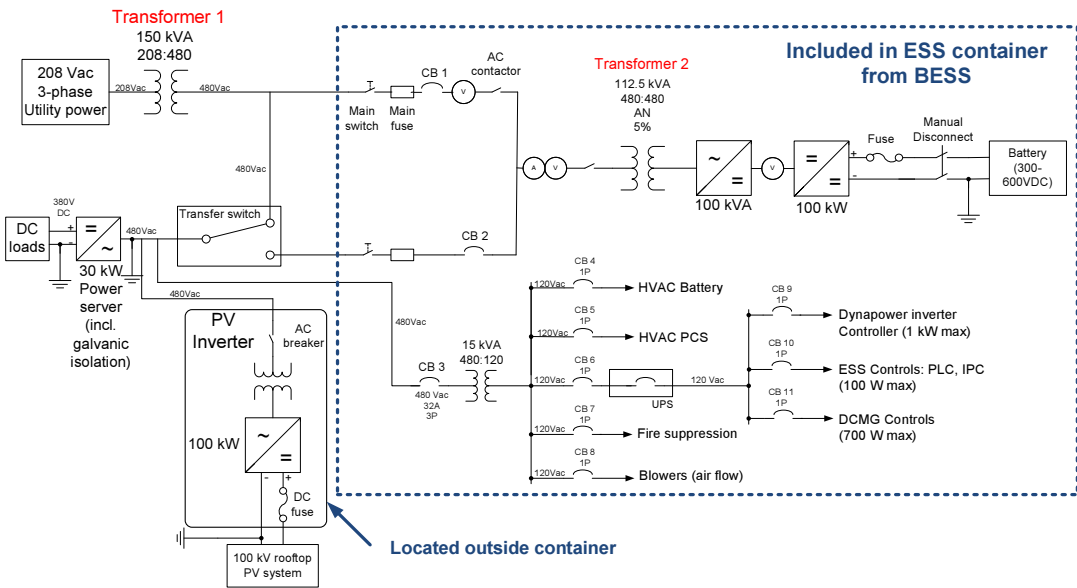 Transformer 1
150 kVA
208:480
208 Vac
3-phase
Utility power
208Vac
480Vac
480Vac
Main
switch
Main
fuse
CB 1
V
AC
contactor
Included in ESS container
from BESS
Transformer 2
112.5 kVA
480:480
AN
5%
A
V
~
=
100 kVA
V
=
=
100 kW
+
-
Fuse
Manual
Disconnect
Battery
(300-
600VDC)
Transfer switch
CB 2
DC
loads
380V
DC
+
-
=
~
480Vac
30 kW
Power
server
(incl.
galvanic
isolation)
480Vac
480Vac
PV
Inverter
AC
breaker
100 kW
~
=
-
+
DC
fuse
100 kV rooftop
PV system
Located outside container
CB 3
480 Vac
32A
3P
15 kVA
480:120
120Vac
CB 4
1P
HVAC Battery
120Vac
CB 5
1P
HVAC PCS
120Vac
CB 6
1P
UPS
120 Vac
120Vac
CB 7
1P
Fire suppression
120Vac
CB 8
1P
Blowers (air flow)
CB 9
1P
Dynapower inverter
Controller (1 kW max)
CB 10
1P
ESS Controls: PLC, IPC
(100 W max)
CB 11
1P
DCMG Controls
(700 W max)